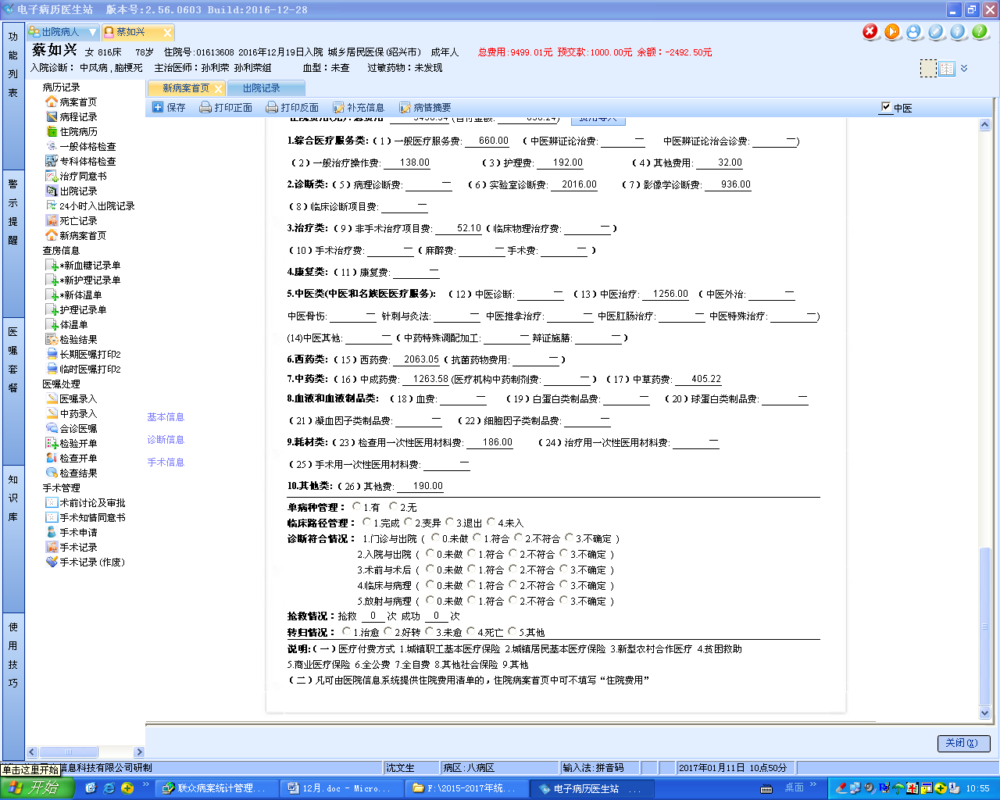 电子病历医生站 版本号:2.56.0603 Build:2016-12-28
功能列表
警示提醒
医嘱套餐
知识库
使用技巧
出院病人 蔡如兴
蔡如兴 女 816床 78岁 住院号:01613608 2016年12月19日入院 城乡居民医保(绍兴市) 成年人 总费用:9499.01元 预交款:1000.00元 余额:-2492.50元
入院诊断: 中风病,脑梗死 主治医师:孙利荣 孙利荣组 血型:未查 过敏药物:未发现
病历记录
病案首页
病程记录
住院病历
一般体格检查
专科体格检查
治疗同意书
出院记录
24小时入出院记录
死亡记录
新病案首页
查房信息
*新血糖记录单
*新护理记录单
*新体温单
护理记录单
体温单
检验结果
长期医嘱打印2
临时医嘱打印2
医嘱处理
医嘱录入
中药录入
会诊医嘱
检验开单
检查开单
检查结果
手术管理
术前讨论及审批
手术知情同意书
手术申请
手术记录
手术记录(作废)
新病案首页 出院记录
保存 打印正面 打印反面 补充信息 病情摘要 中医
基本信息
诊断信息
手术信息
1.综合医疗服务类:(1)一般医疗服务费: 660.00 (中医辨证论治费: — 中医辨证论治会诊费: —)
(2)一般治疗操作费: 138.00 (3)护理费: 192.00 (4)其他费用: 32.00
2.诊断类:(5)病理诊断费: — (6)实验室诊断费: 2016.00 (7)影像学诊断费: 936.00
(8)临床诊断项目费: —
3.治疗类:(9)非手术治疗项目费: 52.10 (临床物理治疗费: —)
(10)手术治疗费: — (麻醉费: — 手术费: —)
4.康复类:(11)康复费: —
5.中医类(中医和名族医医疗服务): (12)中医诊断: — (13)中医治疗: 1256.00 (中医外治: —
中医骨伤: — 针刺与灸法: — 中医推拿治疗: — 中医肛肠治疗: — 中医特殊治疗: —)
(14)中医其他: — (中药特殊调配加工: — 辩证施膳: —)
6.西药类:(15)西药费: 2063.05 (抗菌药物费用: —)
7.中药类:(16)中成药费: 1263.58 (医疗机构中药制剂费: —) (17)中草药费: 405.22
8.血液和血液制品类: (18)血费: — (19)白蛋白类制品费: — (20)球蛋白类制品费: —
(21)凝血因子类制品费: — (22)细胞因子类制品费: —
9.耗材类:(23)检查用一次性医用材料费: 186.00 (24)治疗用一次性医用材料费: —
(25)手术用一次性医用材料费: —
10.其他类:(26)其他费: 190.00
单病种管理: 1.有 2.无
临床路径管理: 1.完成 2.变异 3.退出 4.未入
诊断符合情况: 1.门诊与出院 ( 0.未做 1.符合 2.不符合 3.不确定 )
2.入院与出院 ( 0.未做 1.符合 2.不符合 3.不确定 )
3.术前与术后 ( 0.未做 1.符合 2.不符合 3.不确定 )
4.临床与病理 ( 0.未做 1.符合 2.不符合 3.不确定 )
5.放射与病理 ( 0.未做 1.符合 2.不符合 3.不确定 )
抢救情况:抢救 0 次 成功 0 次
转归情况: 1.治愈 2.好转 3.未愈 4.死亡 5.其他
说明:(一)医疗付费方式 1.城镇职工基本医疗保险 2.城镇居民基本医疗保险 3.新型农村合作医疗 4.贫困救助
5.商业医疗保险 6.全公费 7.全自费 8.其他社会保险 9.其他
(二)凡可由医院信息系统提供住院费用清单的,住院病案首页中可不填写“住院费用”
关闭(X)
单击这里开始
信息科技有限公司研制 沈文生 病区:八病区 输入法:拼音码 2017年01月11日 10点50分
开始 联众病案统计管理... 12月.doc - Micro... F:\2015-2017年统... 电子病历医生站 ... 桌面 10:55